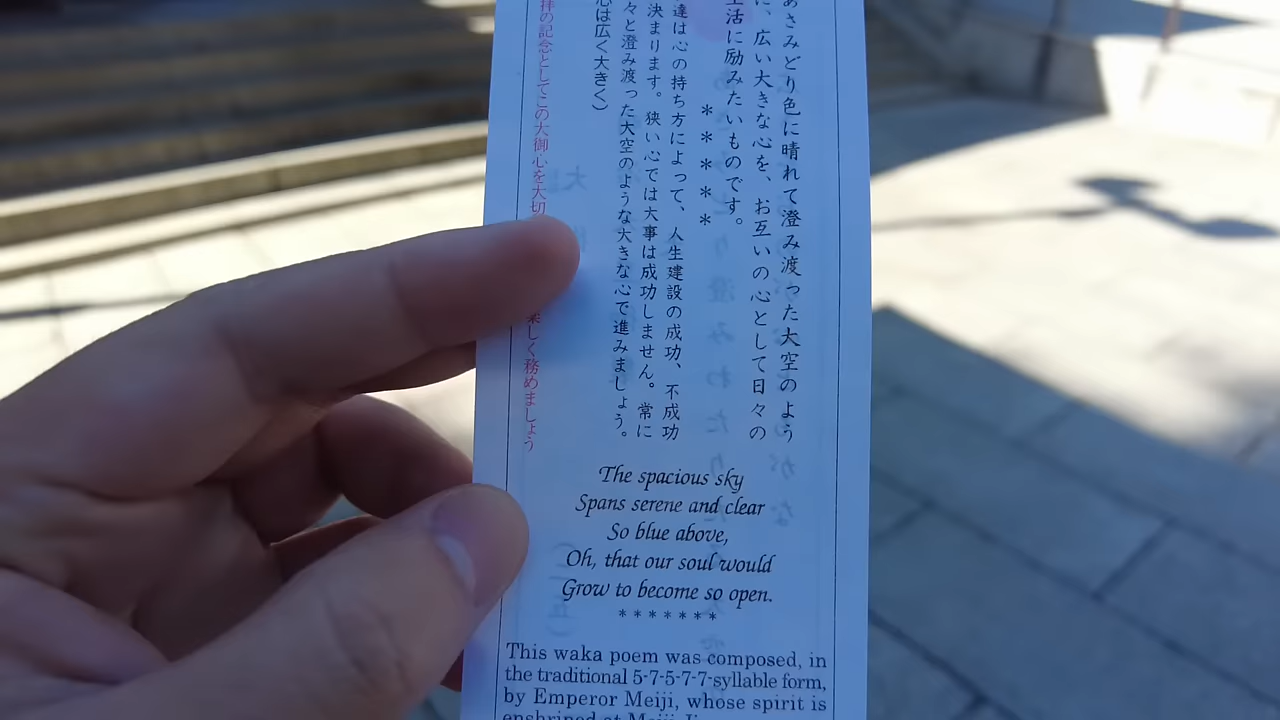 あさみどり色に晴れて澄み渡った大空のよう
に、広い大きな心を、お互いの心として日々の
生活に励みたいものです。
＊＊＊＊＊
達は心の持ち方によって、人生建設の成功、不成功
決まります。狭い心では大事は成功しません。常に
々と澄み渡った大空のような大きな心で進みましょう。
心は広く大きく）
拝の記念としてこの大御心を大切
楽しく務めましょう
The spacious sky
Spans serene and clear
So blue above,
Oh, that our soul would
Grow to become so open.
*******
This waka poem was composed, in
the traditional 5-7-5-7-7-syllable form,
by Emperor Meiji, whose spirit is
enshrined at Meiji